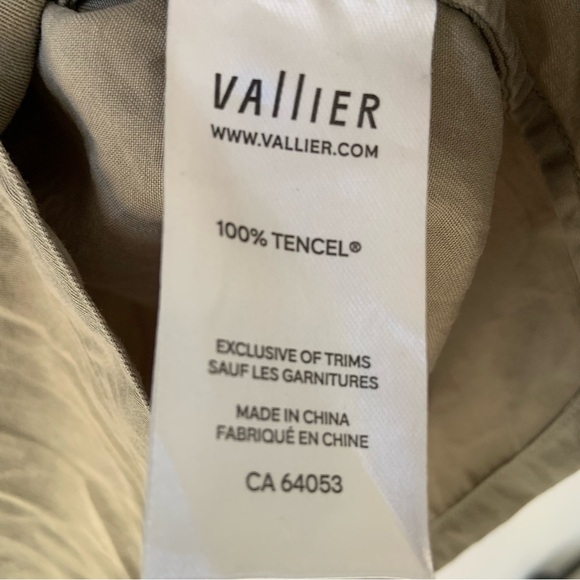 VALLIER
WWW.VALLIER.COM
100% TENCEL®
EXCLUSIVE OF TRIMS
SAUF LES GARNITURES
MADE IN CHINA
FABRIQUÉ EN CHINE
CA 64053